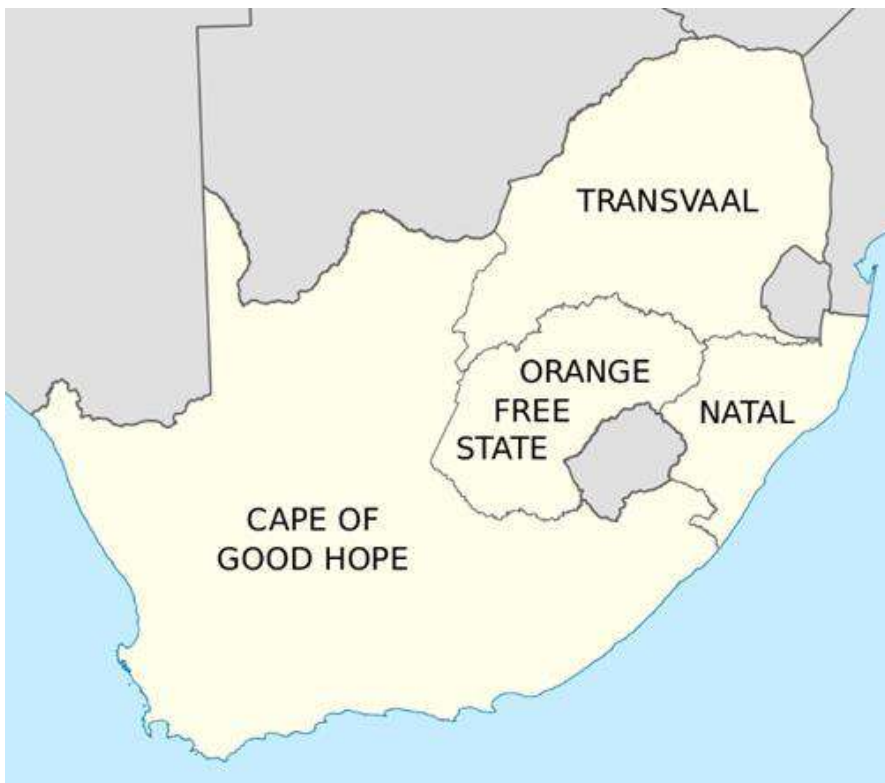 TRANSVAAL
ORANGE
FREE
STATE
NATAL
CAPE OF
GOOD HOPE